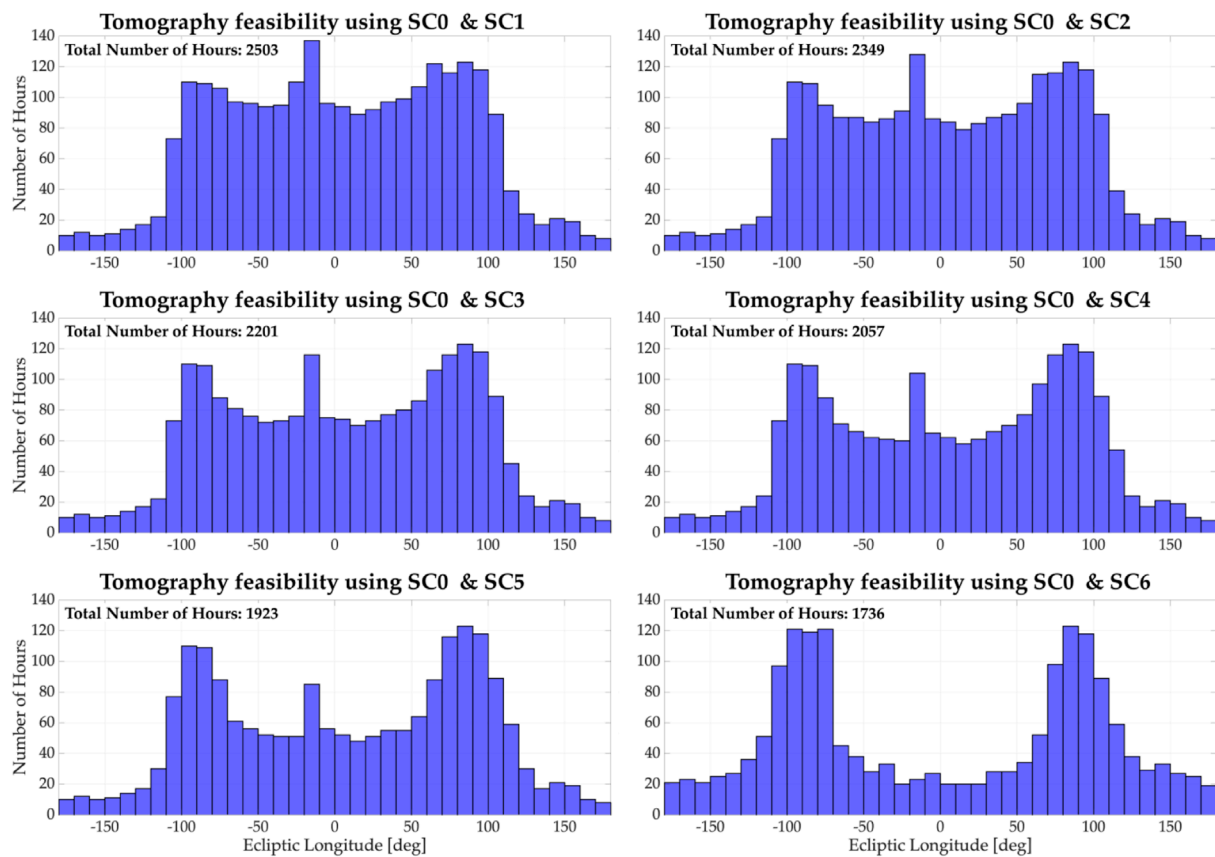 Tomography feasibility using SC0 & SC1
Total Number of Hours: 2503
Number of Hours
140
120
100
80
60
40
20
0
-150 -100 -50 0 50 100 150
Tomography feasibility using SC0 & SC2
Total Number of Hours: 2349
140
120
100
80
60
40
20
0
-150 -100 -50 0 50 100 150
Tomography feasibility using SC0 & SC3
Total Number of Hours: 2201
Number of Hours
140
120
100
80
60
40
20
0
-150 -100 -50 0 50 100 150
Tomography feasibility using SC0 & SC4
Total Number of Hours: 2057
140
120
100
80
60
40
20
0
-150 -100 -50 0 50 100 150
Tomography feasibility using SC0 & SC5
Total Number of Hours: 1923
Number of Hours
140
120
100
80
60
40
20
0
-150 -100 -50 0 50 100 150
Ecliptic Longitude [deg]
Tomography feasibility using SC0 & SC6
Total Number of Hours: 1736
140
120
100
80
60
40
20
0
-150 -100 -50 0 50 100 150
Ecliptic Longitude [deg]